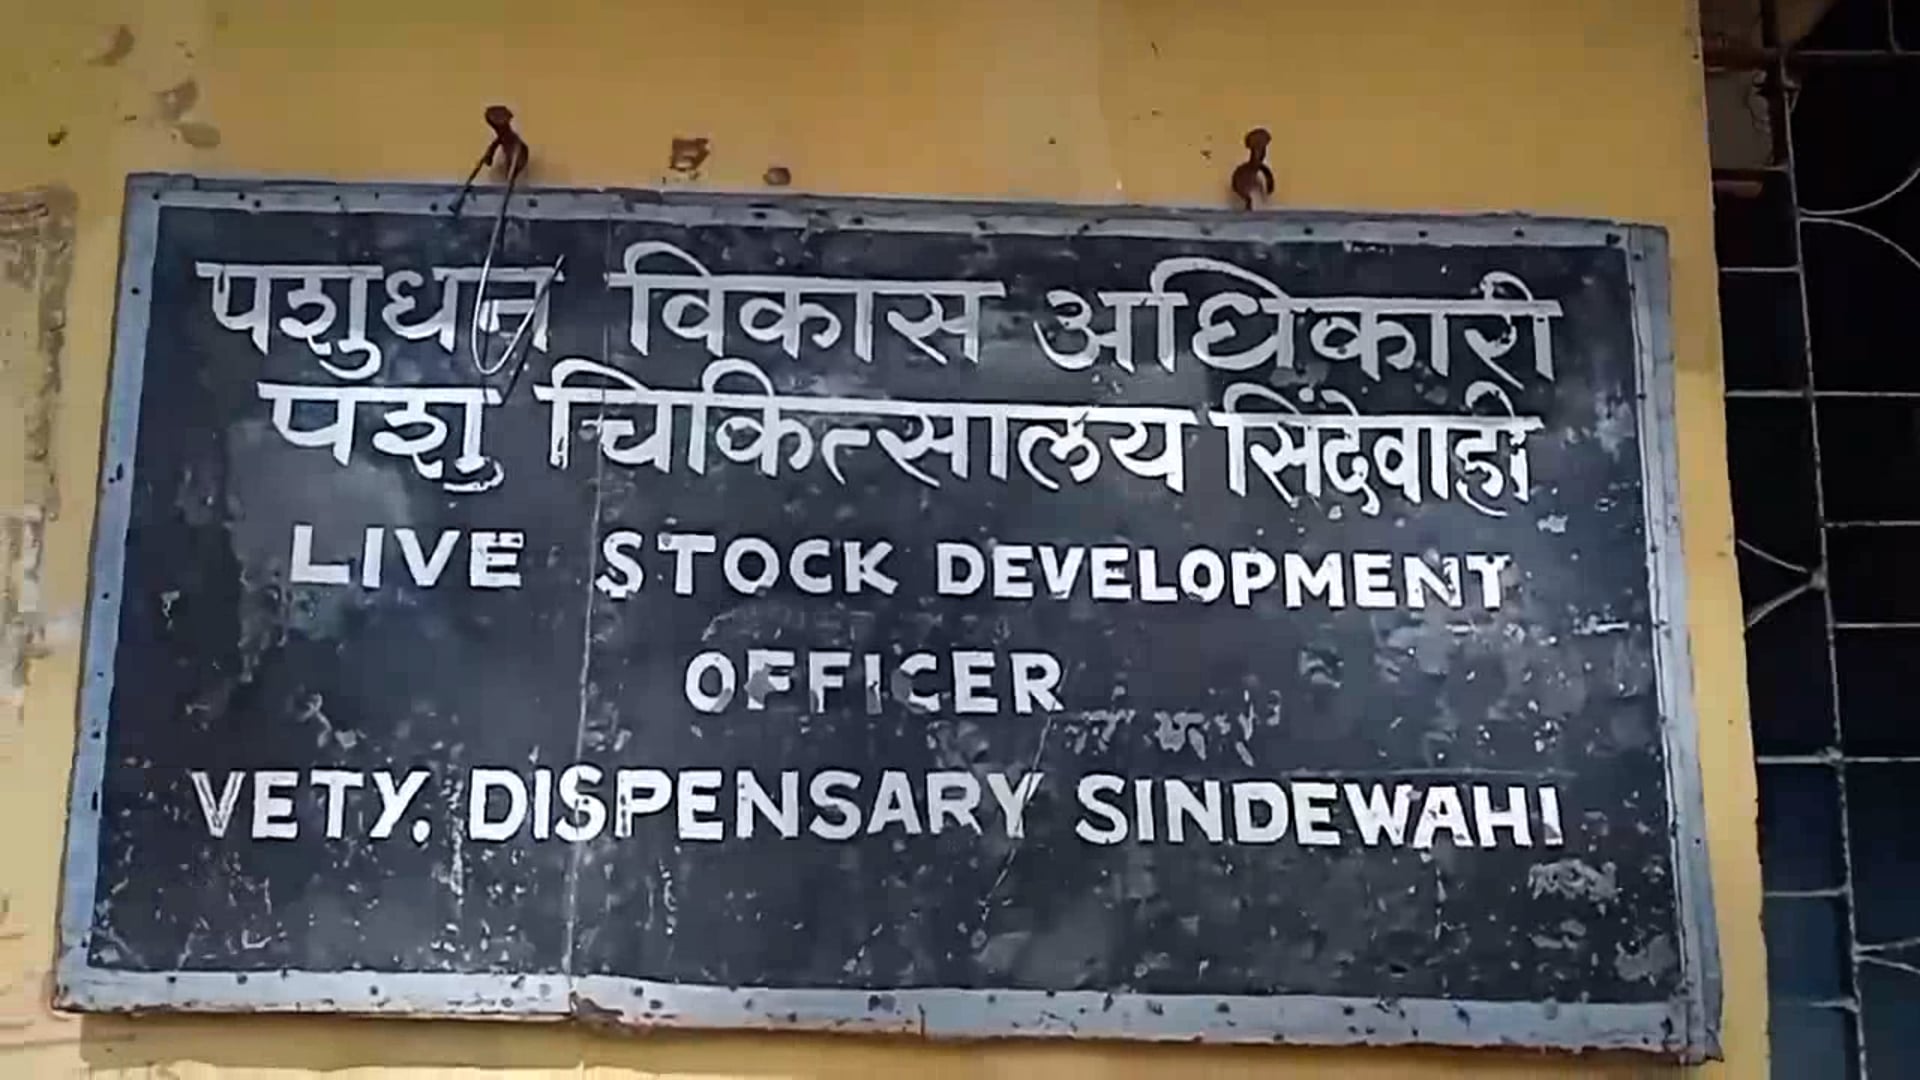 पशुधन विकास अधिकारी
पशु चिकित्सालय सिंदेवाही
LIVE STOCK DEVELOPMENT
OFFICER
VETY. DISPENSARY SINDEWAHI